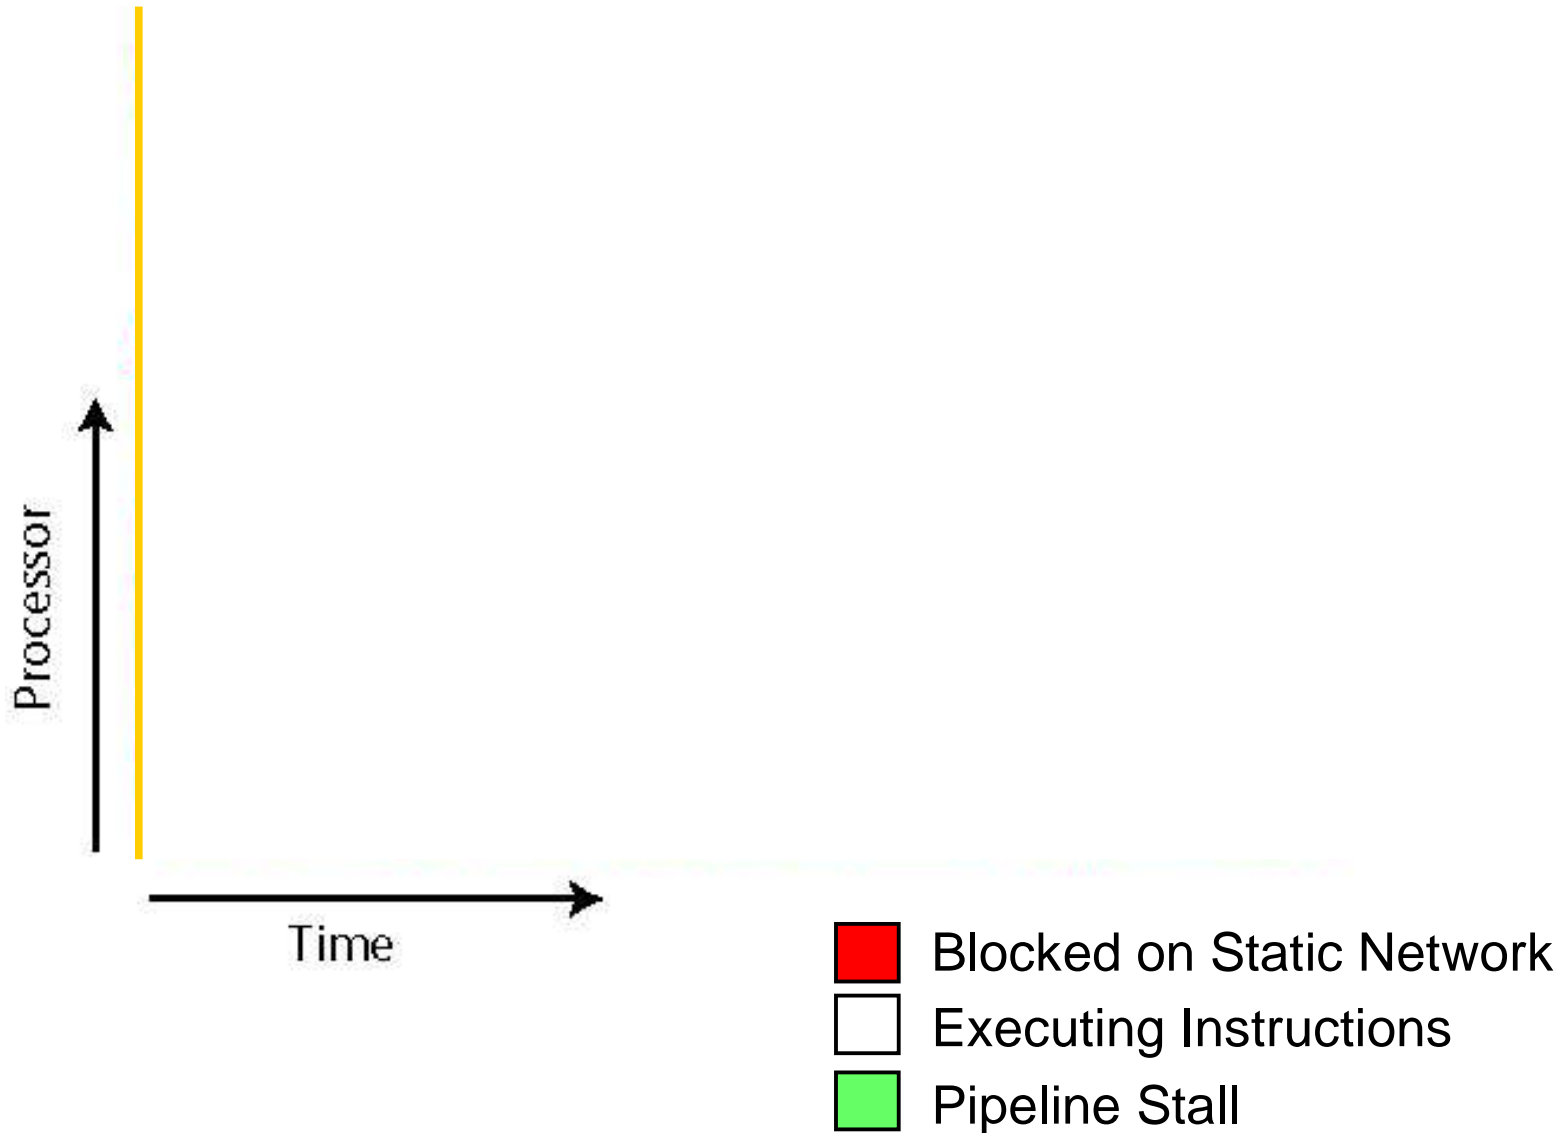 Processor
Time
Blocked on Static Network
Executing Instructions
Pipeline Stall